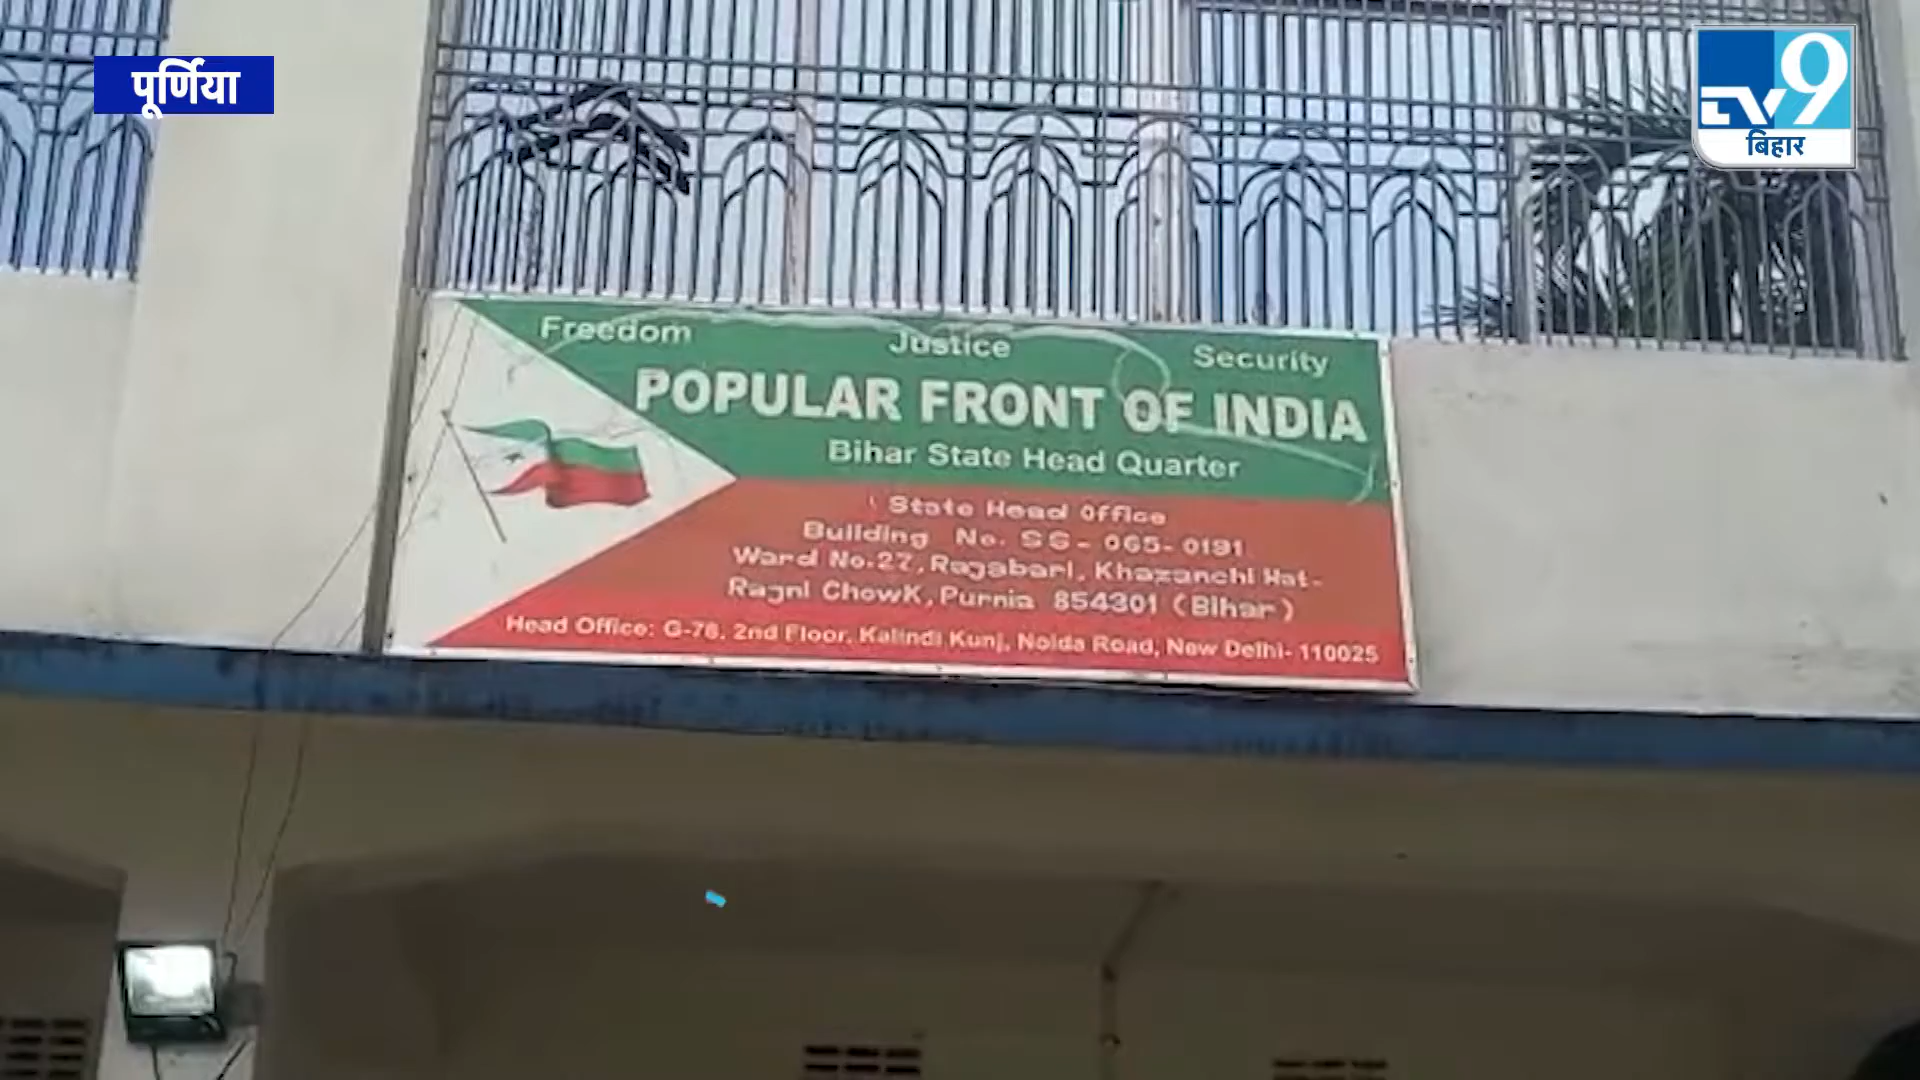 पूर्णिया
TV9
बिहार
Freedom Justice Security
POPULAR FRONT OF INDIA
Bihar State Head Quarter
State Head Office
Building No. SS - 065- 0191
Ward No.27, Rajabari, Khazanchi Hat-
Rajni ChowK, Purnia 854301 (Bihar)
Head Office: G-78, 2nd Floor, Kalindi Kunj, Noida Road, New Delhi- 110025